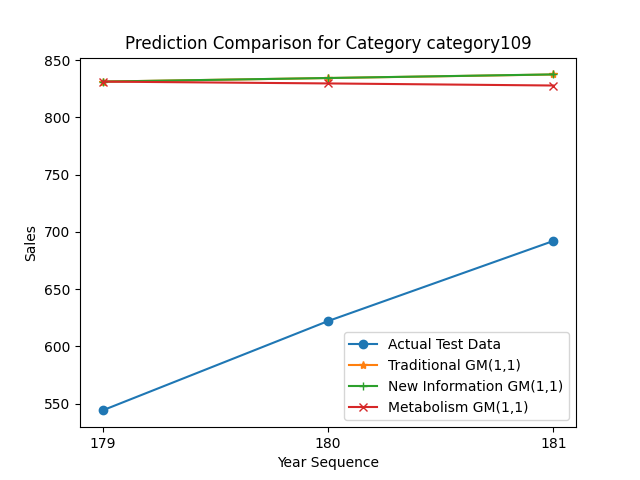 Prediction Comparison for Category category109
850
800
750
700
650
600
550
Sales
179
180
181
Year Sequence
Actual Test Data
Traditional GM(1,1)
New Information GM(1,1)
Metabolism GM(1,1)